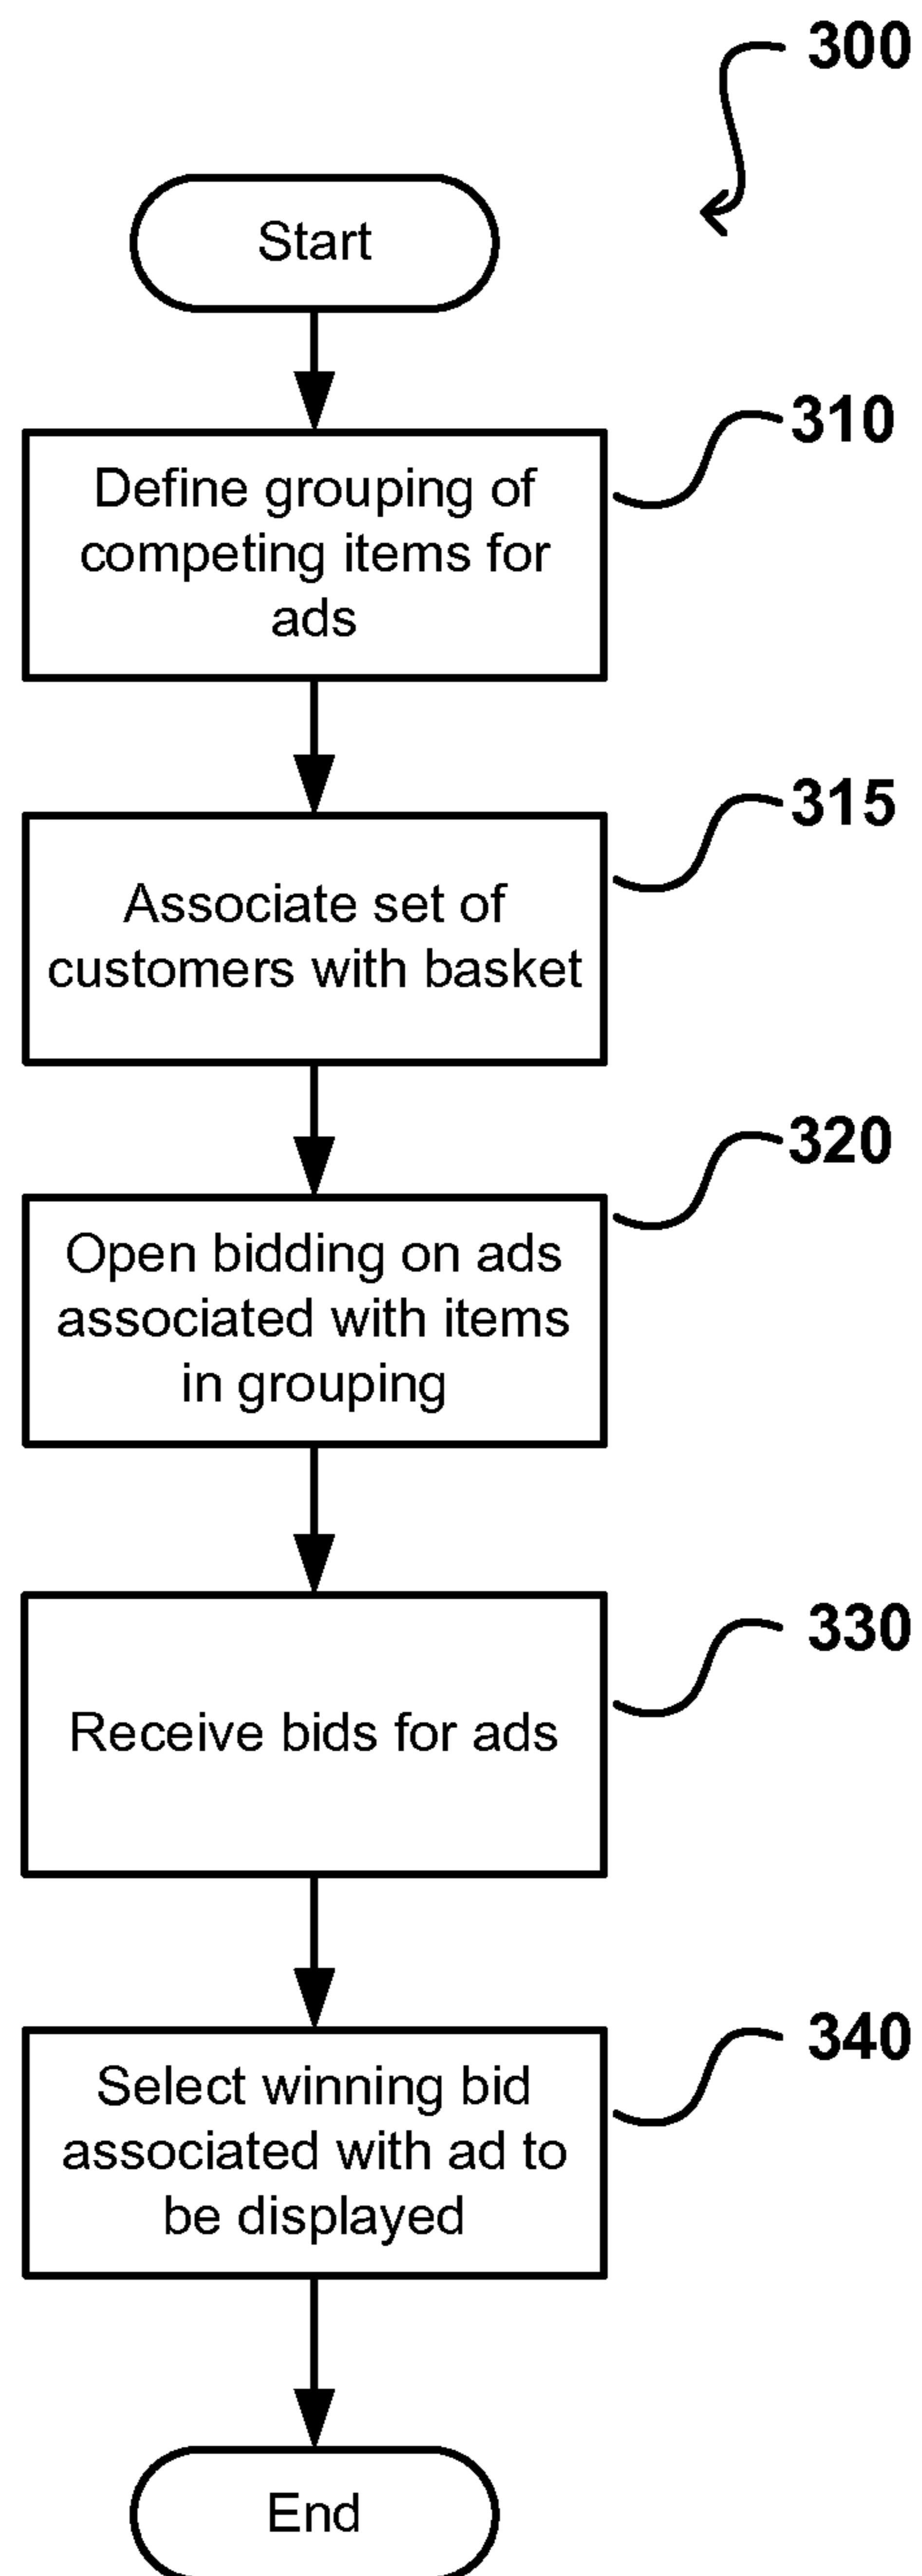 300
Start
310
Define grouping of
competing items for
ads
315
Associate set of
customers with basket
320
Open bidding on ads
associated with items
in grouping
330
Receive bids for ads
340
Select winning bid
associated with ad to
be displayed
End